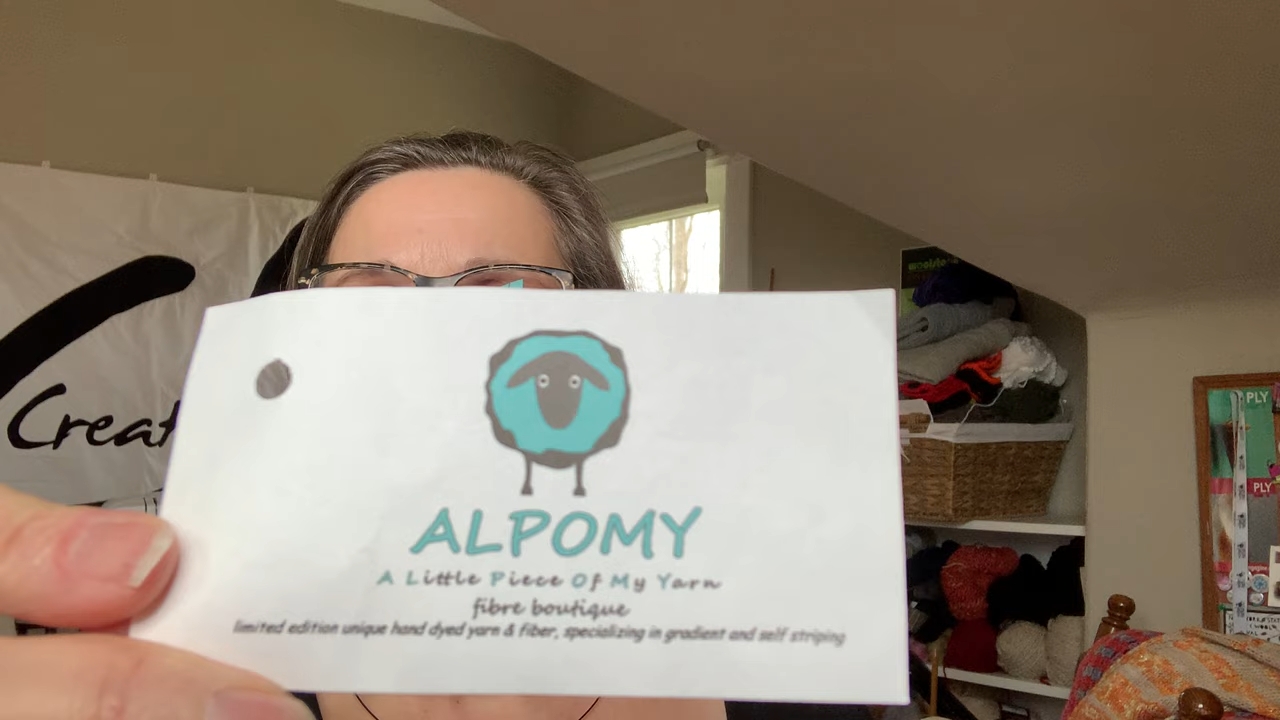 ALPOMY
A Little Piece Of My Yarn
fibre boutique
limited edition unique hand dyed yarn & fiber, specializing in gradient and self striping
Creat
PLY
PLY